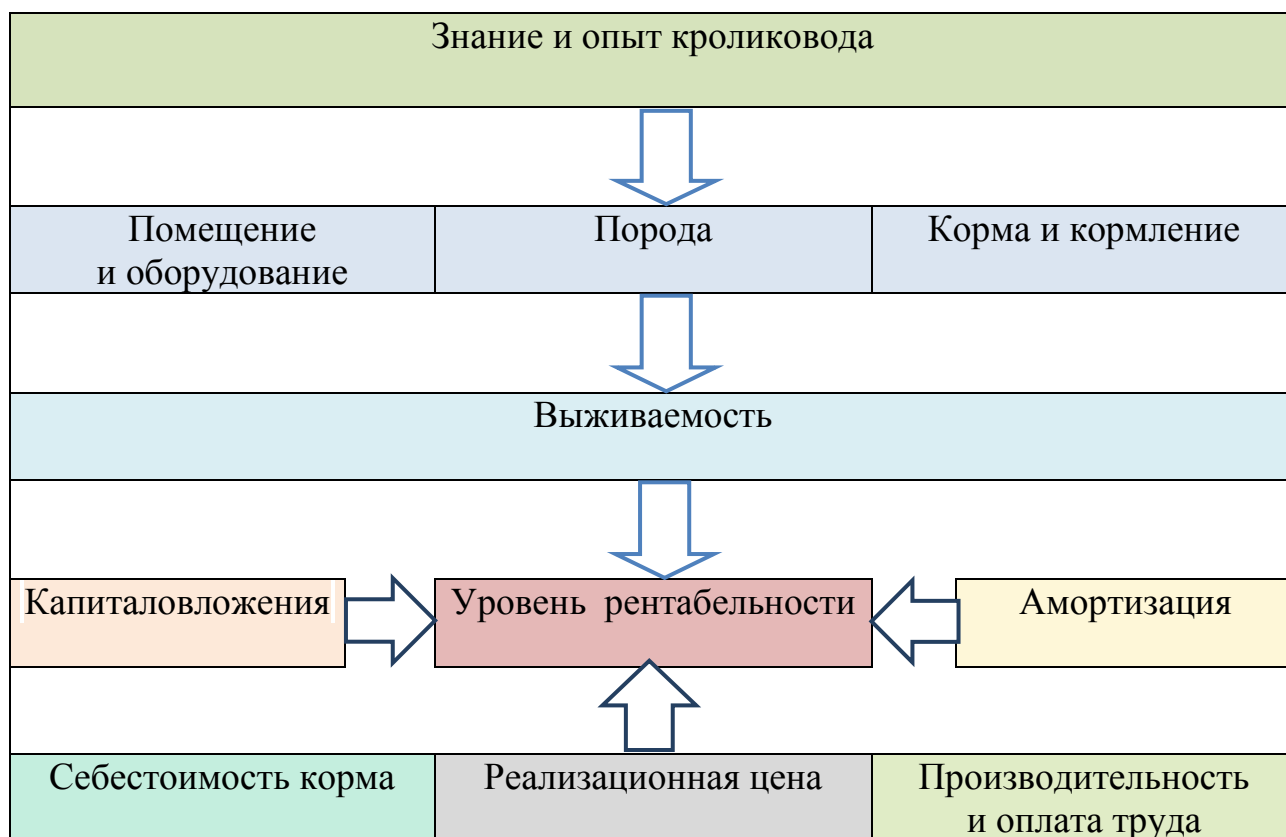 Знание и опыт кроликовода
Помещение
и оборудование
Порода
Корма и кормление
Выживаемость
Капиталовложения
Уровень рентабельности
Амортизация
Себестоимость корма
Реализационная цена
Производительность
и оплата труда